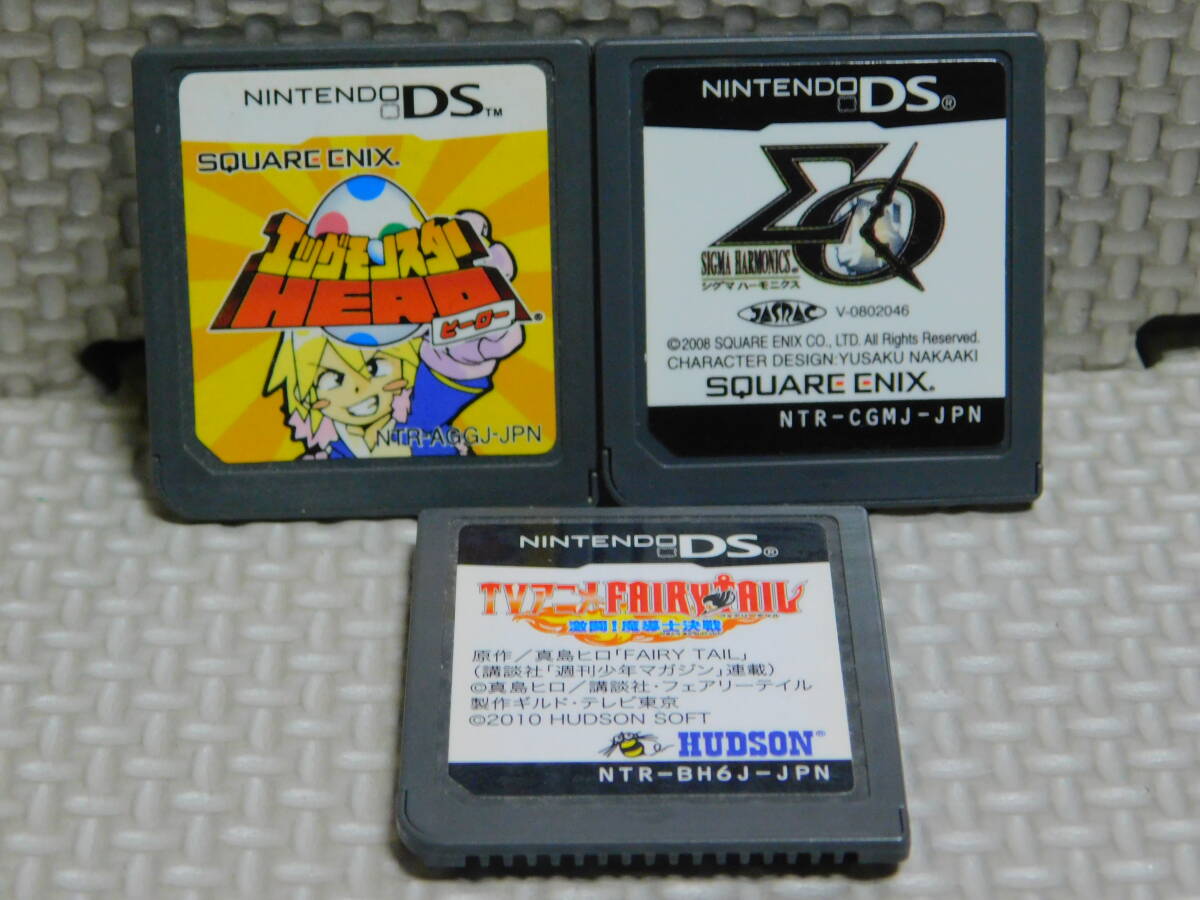 NINTENDO DS™
SQUARE ENIX.
エッグモンスター
HERO
ヒーロー®
NTR-AGGJ-JPN
NINTENDO DS®
ΣΩ
SIGMA HARMONICS
シグマ ハーモニクス
JASRAC V-0802046
©2008 SQUARE ENIX CO., LTD. All Rights Reserved.
CHARACTER DESIGN:YUSAKU NAKAAKI
SQUARE ENIX.
NTR-CGMJ-JPN
NINTENDO DS®
TVアニメ FAIRY TAIL
激闘!魔導士決戦
原作/真島ヒロ「FAIRY TAIL」
(講談社「週刊少年マガジン」連載)
©真島ヒロ/講談社・フェアリーテイル
製作ギルド・テレビ東京
©2010 HUDSON SOFT
HUDSON®
NTR-BH6J-JPN